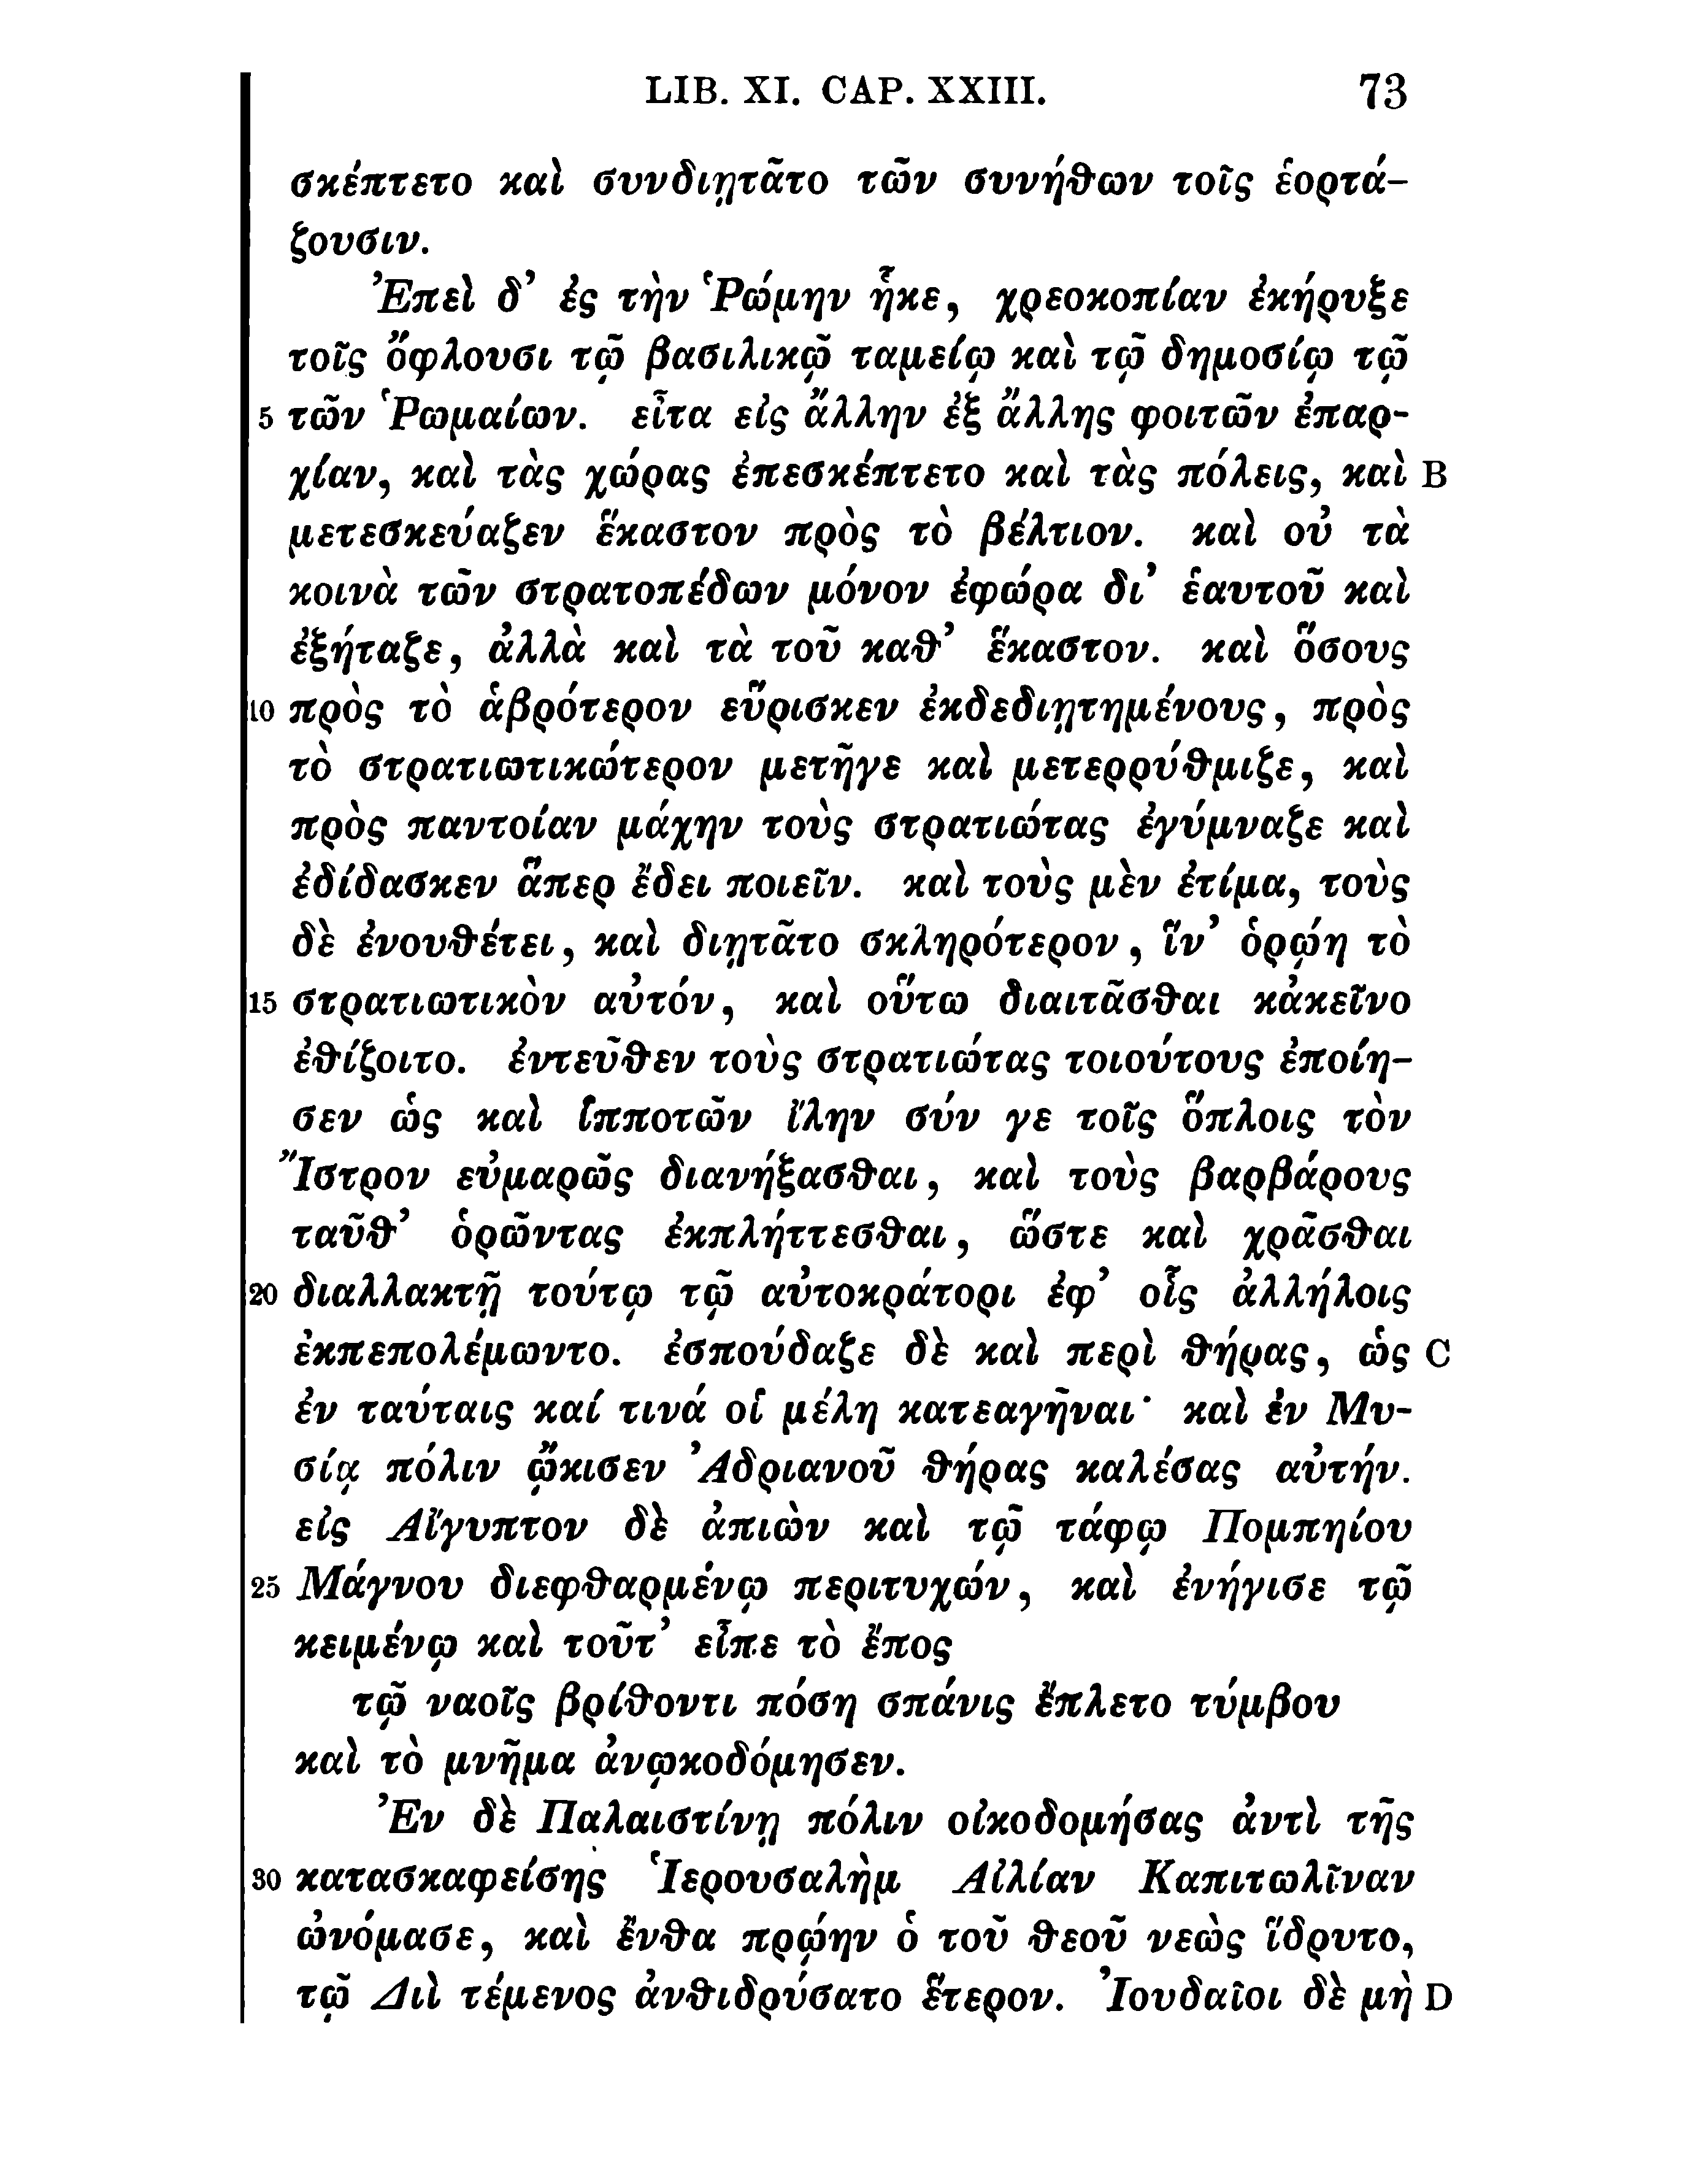 LIB. XI. CAP. XXIII. 73
σκέπτετο καὶ συνδιῃτᾶτο τῶν συνήθων τοῖς ἑορτά-
ζουσιν.
Ἐπεὶ δ’ ἐς τὴν Ῥώμην ἧκε, χρεοκοπίαν ἐκήρυξε
τοῖς ὄφλουσι τῷ βασιλικῷ ταμείῳ καὶ τῷ δημοσίῳ τῷ
5 τῶν Ῥωμαίων. εἶτα εἰς ἄλλην ἐξ ἄλλης φοιτῶν ἐπαρ-
χίαν, καὶ τὰς χώρας ἐπεσκέπτετο καὶ τὰς πόλεις, καὶ B
μετεσκεύαζεν ἕκαστον πρὸς τὸ βέλτιον. καὶ οὐ τὰ
κοινὰ τῶν στρατοπέδων μόνον ἐφώρα δι’ ἑαυτοῦ καὶ
ἐξήταζε, ἀλλὰ καὶ τὰ τοῦ καθ’ ἕκαστον. καὶ ὅσους
10 πρὸς τὸ ἁβρότερον εὕρισκεν ἐκδεδιῃτημένους, πρὸς
τὸ στρατιωτικώτερον μετῆγε καὶ μετερρύθμιζε, καὶ
πρὸς παντοίαν μάχην τοὺς στρατιώτας ἐγύμναζε καὶ
ἐδίδασκεν ἅπερ ἔδει ποιεῖν. καὶ τοὺς μὲν ἐτίμα, τοὺς
δὲ ἐνουθέτει, καὶ διῃτᾶτο σκληρότερον, ἵν’ ὁρῴη τὸ
15 στρατιωτικὸν αὐτόν, καὶ οὕτω διαιτᾶσθαι κἀκεῖνο
ἐθίζοιτο. ἐντεῦθεν τοὺς στρατιώτας τοιούτους ἐποίη-
σεν ὡς καὶ ἱπποτῶν ἴλην σύν γε τοῖς ὅπλοις τὸν
Ἴστρον εὐμαρῶς διανήξασθαι, καὶ τοὺς βαρβάρους
ταῦθ’ ὁρῶντας ἐκπλήττεσθαι, ὥστε καὶ χρᾶσθαι
20 διαλλακτῇ τούτῳ τῷ αὐτοκράτορι ἐφ’ οἷς ἀλλήλοις
ἐκπεπολέμωντο. ἐσπούδαζε δὲ καὶ περὶ θήρας, ὡς C
ἐν ταύταις καί τινά οἱ μέλη κατεαγῆναι· καὶ ἐν Μυ-
σίᾳ πόλιν ᾤκισεν Ἀδριανοῦ θήρας καλέσας αὐτήν.
εἰς Αἴγυπτον δὲ ἀπιὼν καὶ τῷ τάφῳ Πομπηίου
25 Μάγνου διεφθαρμένῳ περιτυχών, καὶ ἐνήγισε τῷ
κειμένῳ καὶ τοῦτ’ εἶπε τὸ ἔπος
τῷ ναοῖς βρίθοντι πόση σπάνις ἔπλετο τύμβου
καὶ τὸ μνῆμα ἀνῳκοδόμησεν.
Ἐν δὲ Παλαιστίνῃ πόλιν οἰκοδομήσας ἀντὶ τῆς
30 κατασκαφείσης Ἱερουσαλὴμ Αἰλίαν Καπιτωλῖναν
ὠνόμασε, καὶ ἔνθα πρῴην ὁ τοῦ θεοῦ νεὼς ἵδρυτο,
τῷ Διὶ τέμενος ἀνθιδρύσατο ἕτερον. Ἰουδαῖοι δὲ μὴ D